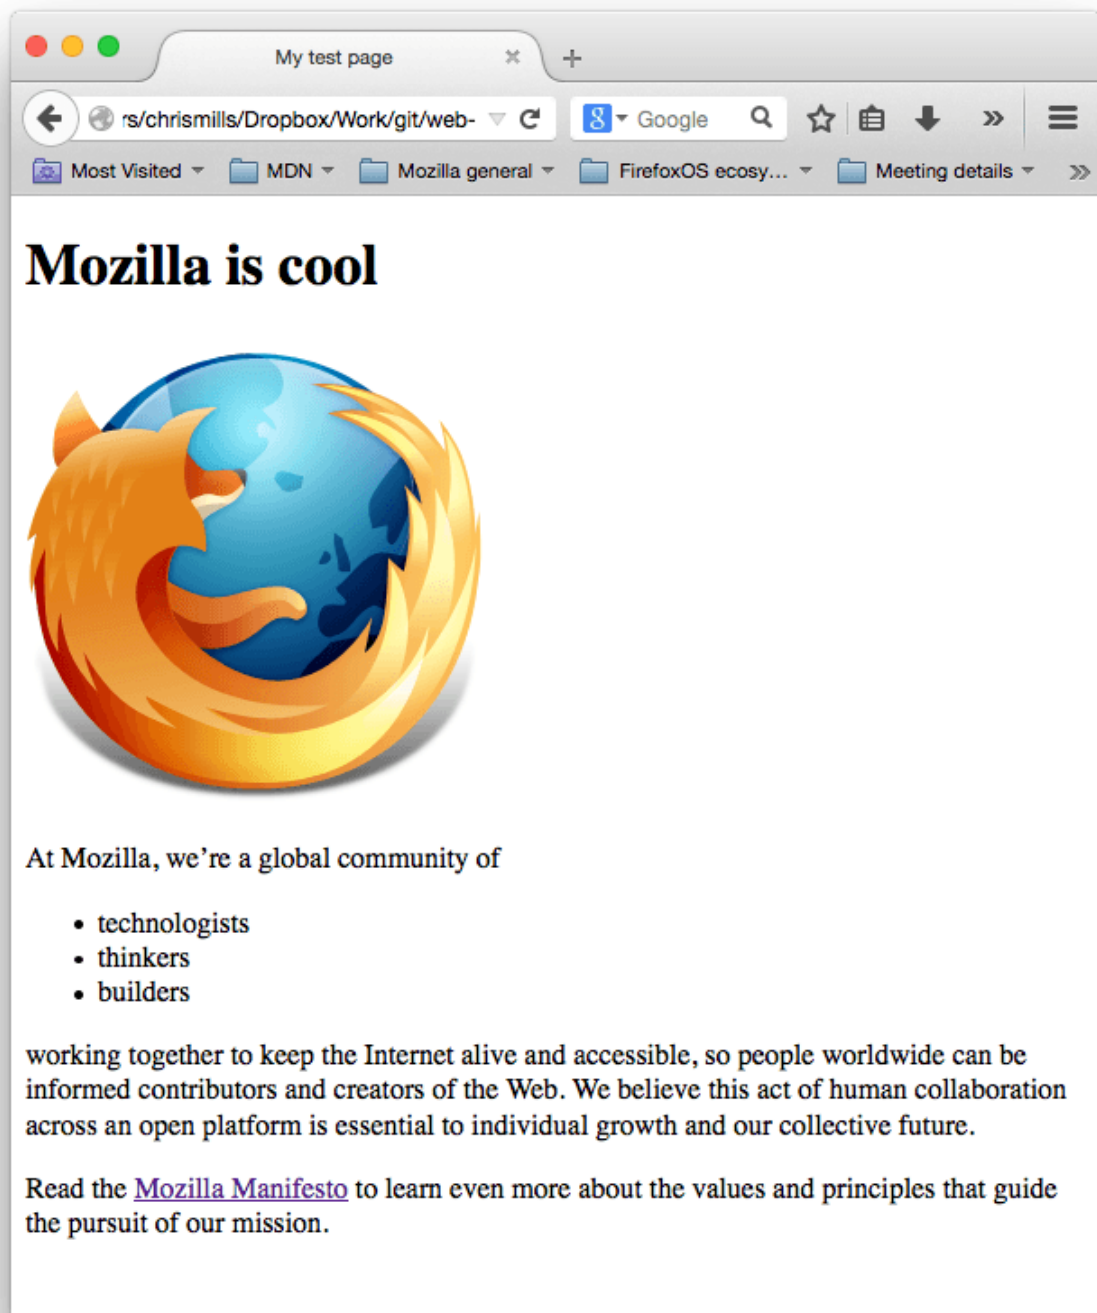 My test page
rs/chrismills/Dropbox/Work/git/web-
Google
Most Visited MDN Mozilla general FirefoxOS ecosy... Meeting details
Mozilla is cool
At Mozilla, we’re a global community of
• technologists
• thinkers
• builders
working together to keep the Internet alive and accessible, so people worldwide can be
informed contributors and creators of the Web. We believe this act of human collaboration
across an open platform is essential to individual growth and our collective future.
Read the Mozilla Manifesto to learn even more about the values and principles that guide
the pursuit of our mission.